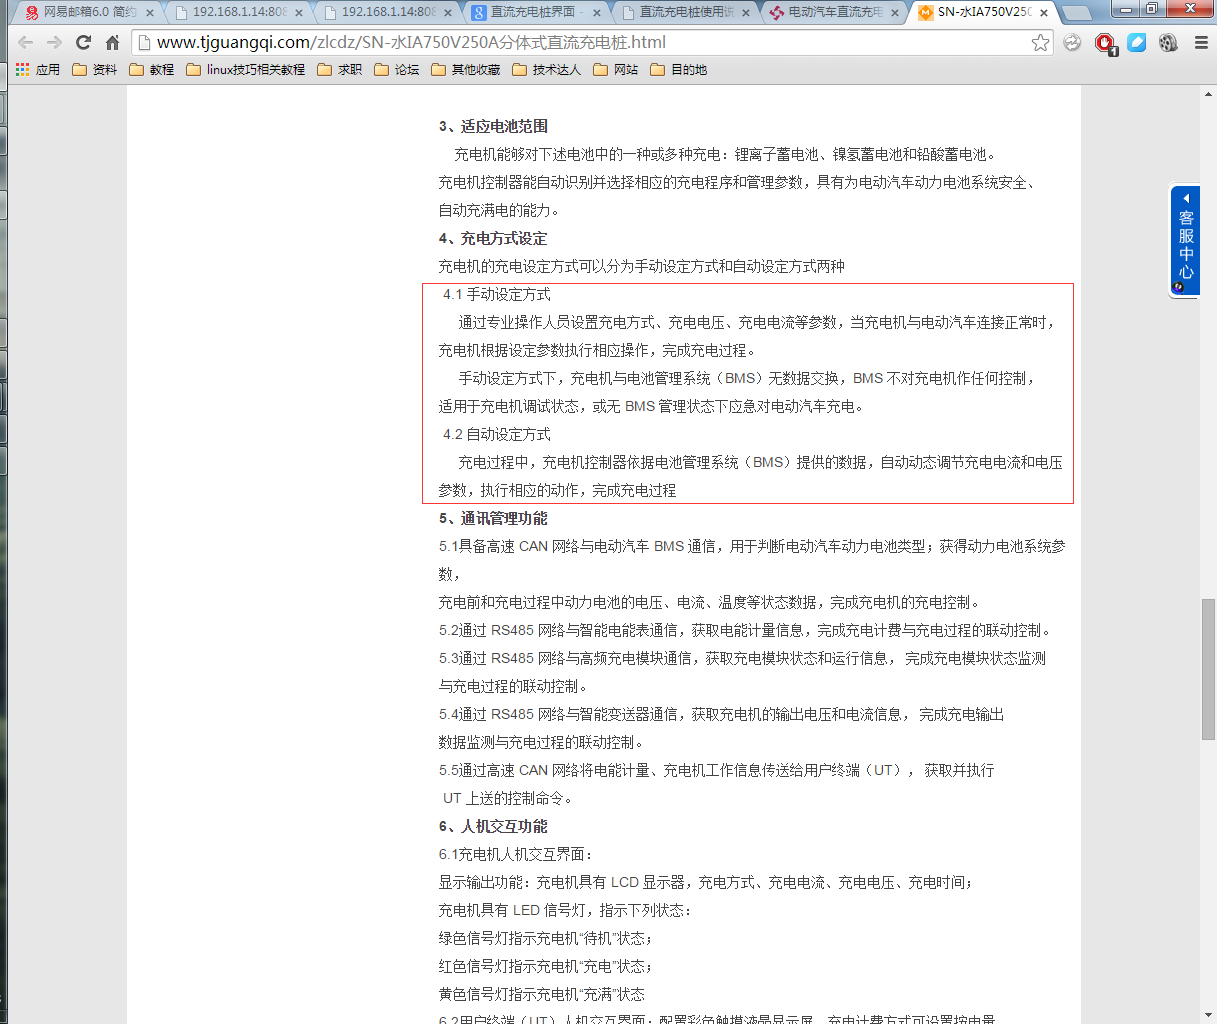 网易邮箱6.0 简约
192.168.1.14:808
192.168.1.14:808
直流充电桩界面 -
直流充电桩使用说
电动汽车直流充电
SN-水IA750V250
www.tjguangqi.com/zlcdz/SN-水IA750V250A分体式直流充电桩.html
1
应用 资料 教程 linux技巧相关教程 求职 论坛 其他收藏 技术达人 网站 目的地
3、适应电池范围
充电机能够对下述电池中的一种或多种充电：锂离子蓄电池、镍氢蓄电池和铅酸蓄电池。
充电机控制器能自动识别并选择相应的充电程序和管理参数，具有为电动汽车动力电池系统安全、
自动充满电的能力。
4、充电方式设定
充电机的充电设定方式可以分为手动设定方式和自动设定方式两种
4.1 手动设定方式
通过专业操作人员设置充电方式、充电电压、充电电流等参数，当充电机与电动汽车连接正常时，
充电机根据设定参数执行相应操作，完成充电过程。
手动设定方式下，充电机与电池管理系统（BMS）无数据交换，BMS 不对充电机作任何控制，
适用于充电机调试状态，或无 BMS 管理状态下应急对电动汽车充电。
4.2 自动设定方式
充电过程中，充电机控制器依据电池管理系统（BMS）提供的数据，自动动态调节充电电流和电压
参数，执行相应的动作，完成充电过程
5、通讯管理功能
5.1具备高速 CAN 网络与电动汽车 BMS 通信，用于判断电动汽车动力电池类型；获得动力电池系统参
数，
充电前和充电过程中动力电池的电压、电流、温度等状态数据，完成充电机的充电控制。
5.2通过 RS485 网络与智能电能表通信，获取电能计量信息，完成充电计费与充电过程的联动控制。
5.3通过 RS485 网络与高频充电模块通信，获取充电模块状态和运行信息， 完成充电模块状态监测
与充电过程的联动控制。
5.4通过 RS485 网络与智能变送器通信，获取充电机的输出电压和电流信息， 完成充电输出
数据监测与充电过程的联动控制。
5.5通过高速 CAN 网络将电能计量、充电机工作信息传送给用户终端（UT）， 获取并执行
UT 上送的控制命令。
6、人机交互功能
6.1充电机人机交互界面：
显示输出功能：充电机具有 LCD 显示器，充电方式、充电电流、充电电压、充电时间；
充电机具有 LED 信号灯，指示下列状态：
绿色信号灯指示充电机“待机”状态；
红色信号灯指示充电机“充电”状态；
黄色信号灯指示充电机“充满”状态
6.2用户终端（UT）人机交互界面：配置彩色触摸液晶显示屏，充电计费方式可设置按电量
客服中心